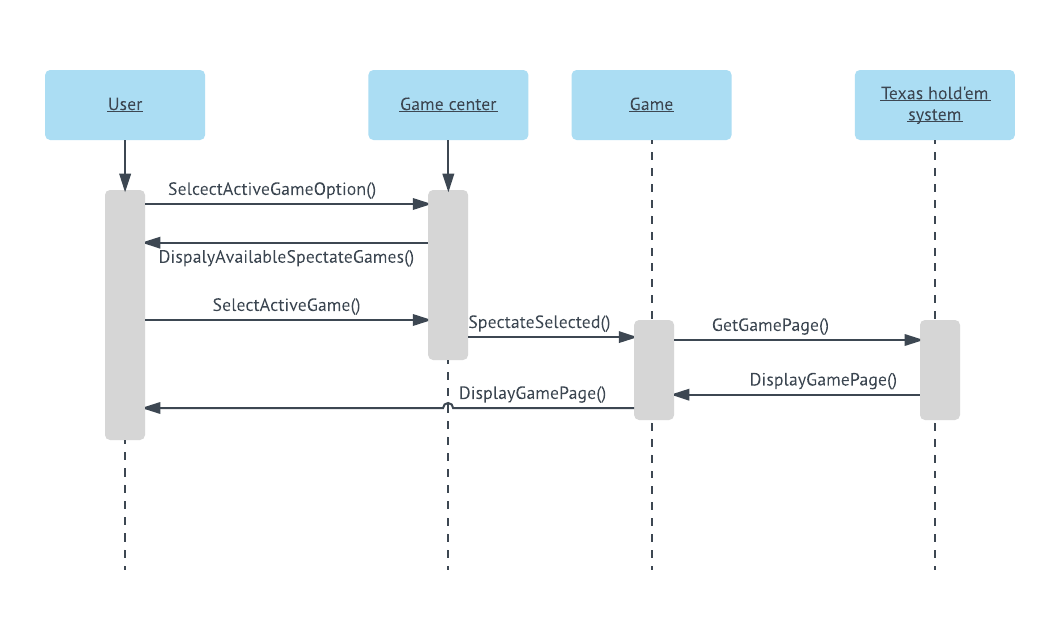 User
Game center
Game
Texas hold'em
system
SelcectActiveGameOption()
DispalyAvailableSpectateGames()
SelectActiveGame()
SpectateSelected()
GetGamePage()
DisplayGamePage()
DisplayGamePage()